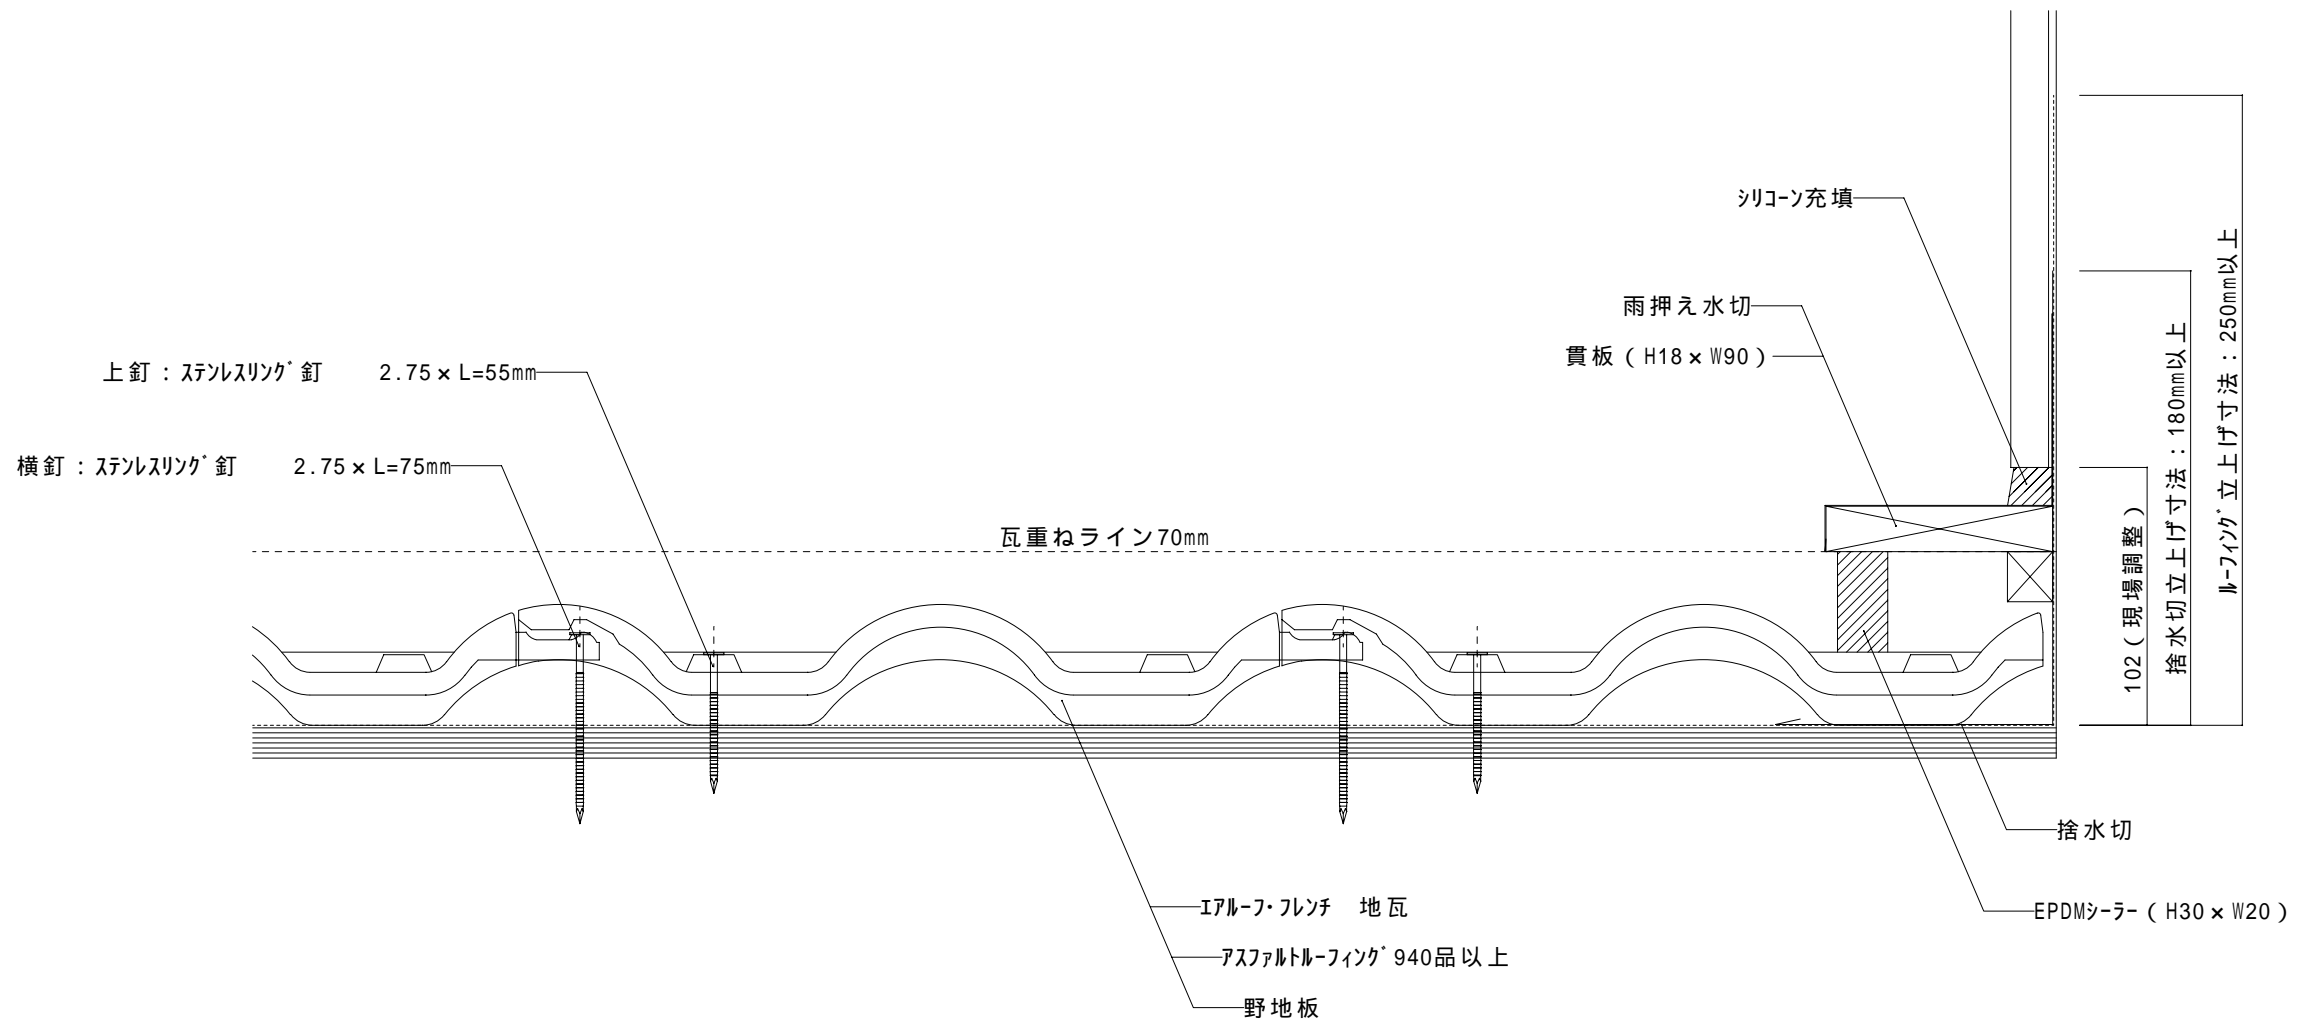 シリコーン充填
雨押え水切
貫板（H18×W90）
上釘：ｽﾃﾝﾚｽﾘﾝｸﾞ釘　2.75×L=55mm
横釘：ｽﾃﾝﾚｽﾘﾝｸﾞ釘　2.75×L=75mm
瓦重ねライン70mm
102（現場調整）
捨水切立上げ寸法：180mm以上
ﾙｰﾌｨﾝｸﾞ立上げ寸法：250mm以上
捨水切
EPDMｼｰﾗｰ（H30×W20）
ｴｱﾙｰﾌ･ﾌﾚﾝﾁ　地瓦
ｱｽﾌｧﾙﾄﾙｰﾌｨﾝｸﾞ940品以上
野地板